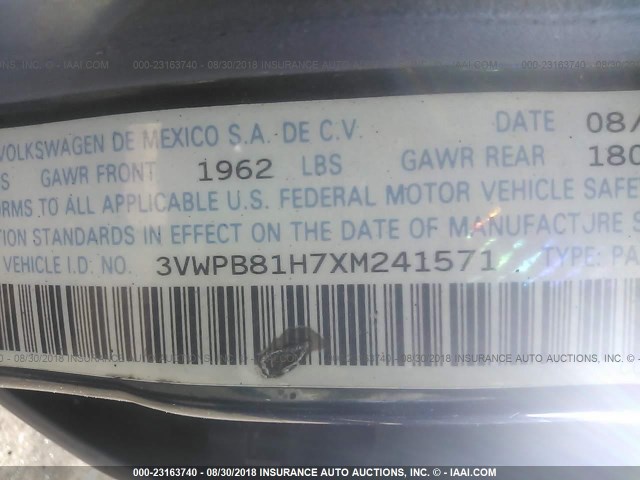 000-23163740 - 08/30/2018 - INSURANCE AUTO AUCTIONS, INC. © - IAAI.COM
VOLKSWAGEN DE MEXICO S.A. DE C.V. DATE 08/
S GAWR FRONT 1962 LBS GAWR REAR 180
ORMS TO ALL APPLICABLE U.S. FEDERAL MOTOR VEHICLE SAFE
TION STANDARDS IN EFFECT ON THE DATE OF MANUFACTURE S
VEHICLE I.D. NO. 3VWPB81H7XM241571 TYPE: PA
000-23163740 - 08/30/2018 - INSURANCE AUTO AUCTIONS, INC. © - IAAI.COM